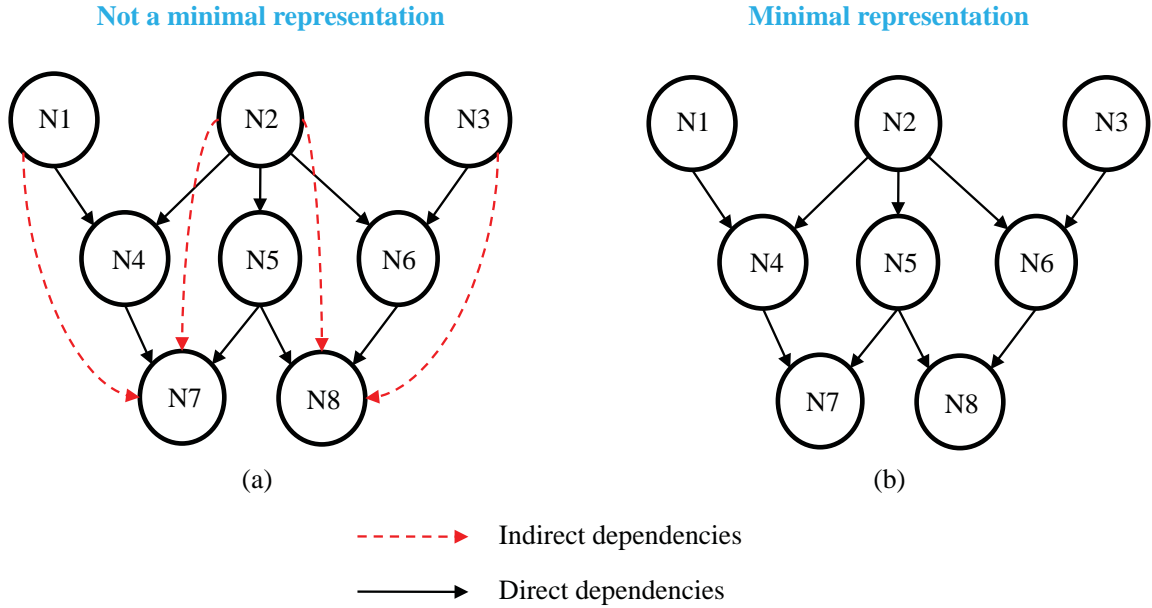 Not a minimal representation
Minimal representation
N1 N2 N3
N4 N5 N6
N7 N8
(a)
N1 N2 N3
N4 N5 N6
N7 N8
(b)
Indirect dependencies
Direct dependencies